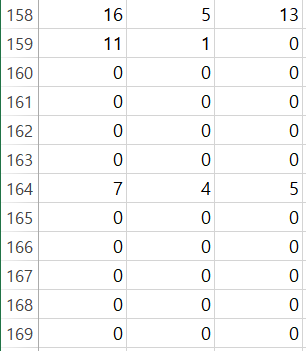 158 16 5 13
159 11 1 0
160 0 0 0
161 0 0 0
162 0 0 0
163 0 0 0
164 7 4 5
165 0 0 0
166 0 0 0
167 0 0 0
168 0 0 0
169 0 0 0